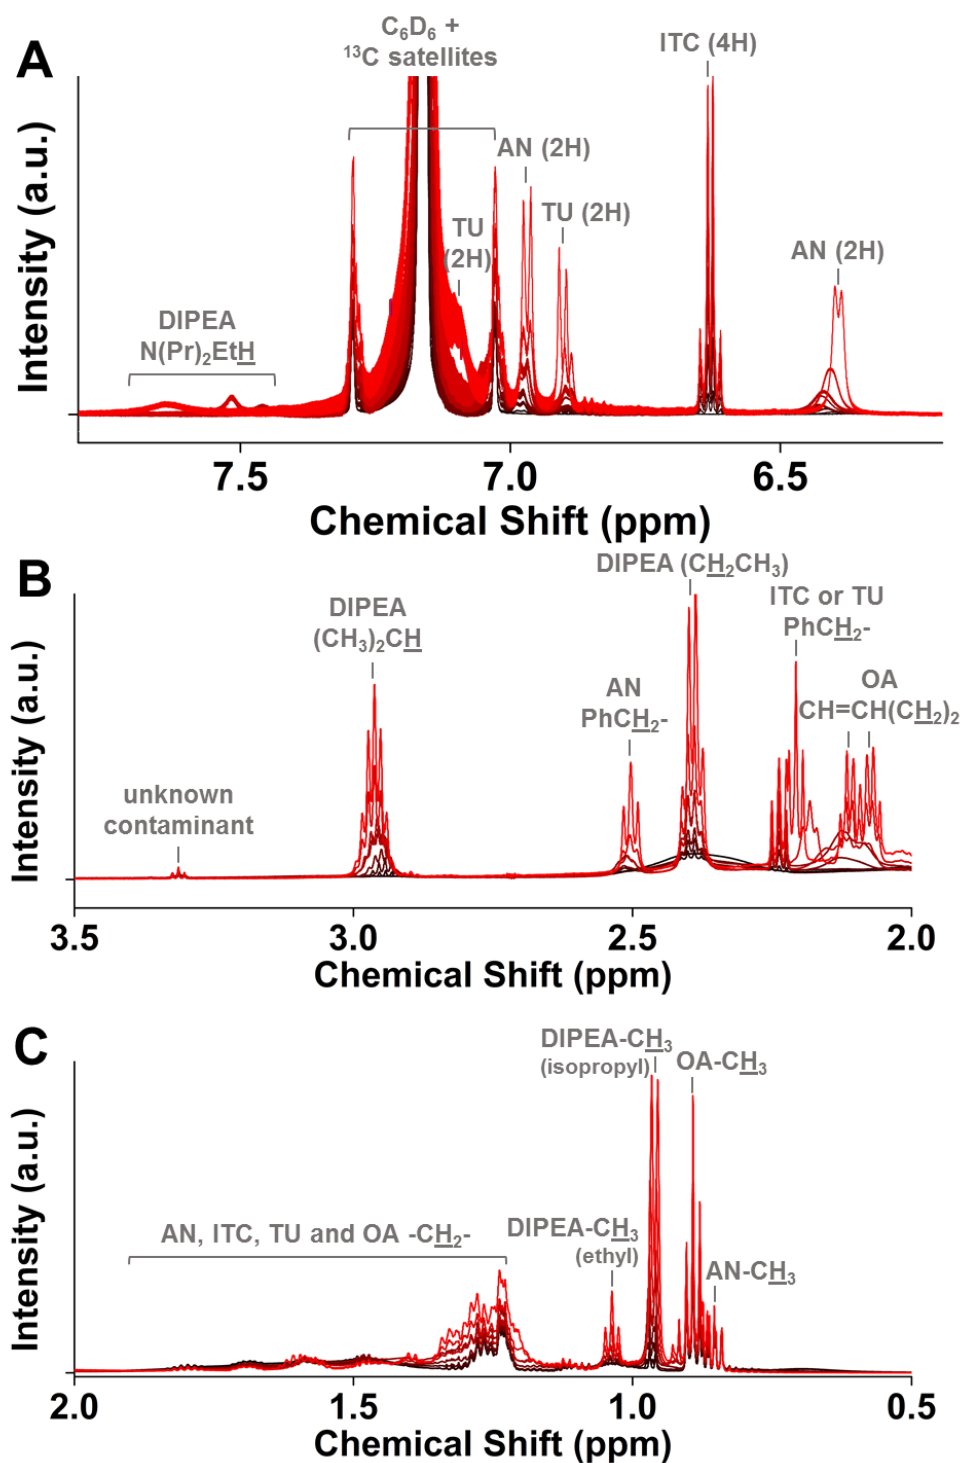 A
C₆D₆ +
¹³C satellites
ITC (4H)
AN (2H)
TU
(2H)
TU (2H)
AN (2H)
DIPEA
N(Pr)₂EtH
Intensity (a.u.)
7.5
7.0
6.5
Chemical Shift (ppm)
B
DIPEA (CH₂CH₃)
DIPEA
(CH₃)₂CH
ITC or TU
PhCH₂-
AN
PhCH₂-
OA
CH=CH(CH₂)₂
unknown
contaminant
Intensity (a.u.)
3.5
3.0
2.5
2.0
Chemical Shift (ppm)
C
DIPEA-CH₃
(isopropyl)
OA-CH₃
AN, ITC, TU and OA -CH₂-
DIPEA-CH₃
(ethyl)
AN-CH₃
Intensity (a.u.)
2.0
1.5
1.0
0.5
Chemical Shift (ppm)